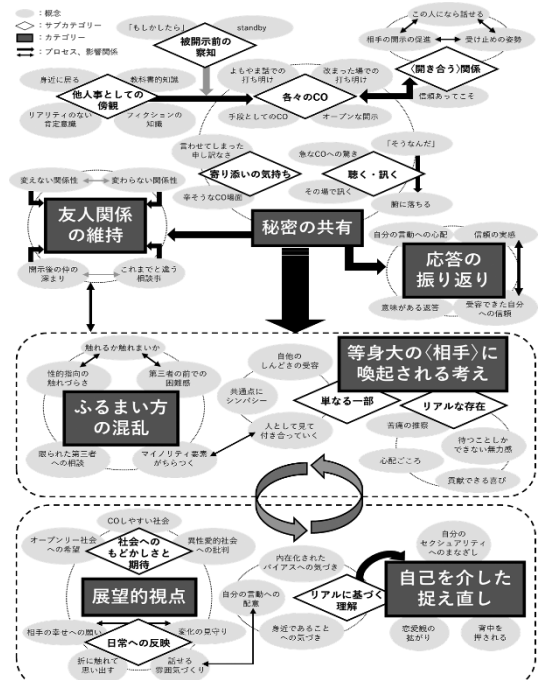 ：概念
：サブカテゴリー
：カテゴリー
：プロセス、影響関係
「もしかしたら」
standby
被開示前の
察知
この人になら話せる
相手の開示の促進
受け止めの姿勢
〈開き合う〉関係
信頼あってこそ
身近に戻る
教科書的知識
他人事としての
傍観
リアリティのない
肯定意識
フィクションの
知識
よもやま話での
打ち明け
改まった場での
打ち明け
各々のCO
手段としてのCO
オープンな開示
言わせてしまった
申し訳なさ
急なCOへの驚き
「そうなんだ」
寄り添いの気持ち
聴く・訊く
辛そうなCO場面
その場で訊く
腑に落ちる
変えない関係性
変わらない関係性
友人関係
の維持
開示後の仲の
深まり
これまでと違う
相談事
秘密の共有
自分の言動への心配
信頼の実感
応答の
振り返り
意味がある返答
受容できた自分
への信頼
触れるか触れまいか
性的指向の
触れづらさ
第三者の前での
困難感
ふるまい方
の混乱
限られた第三者
への相談
マイノリティ要素
がちらつく
自他の
しんどさの受容
共通点に
シンパシー
人として見て
付き合っていく
等身大の〈相手〉に
喚起される考え
単なる一部
リアルな存在
苦痛の推察
待つことしか
できない無力感
心配ごころ
貢献できる喜び
COしやすい社会
オープンリー社会
への希望
社会への
もどかしさと
期待
異性愛的社会
への批判
展望的視点
相手の幸せへの願い
変化の見守り
日常への反映
折に触れて
思い出す
話せる
雰囲気づくり
内在化された
バイアスへの気づき
自分の言動への
配意
リアルに基づく
理解
身近であること
への気づき
自分の
セクシュアリティ
へのまなざし
自己を介した
捉え直し
恋愛観の
拡がり
背中を
押される